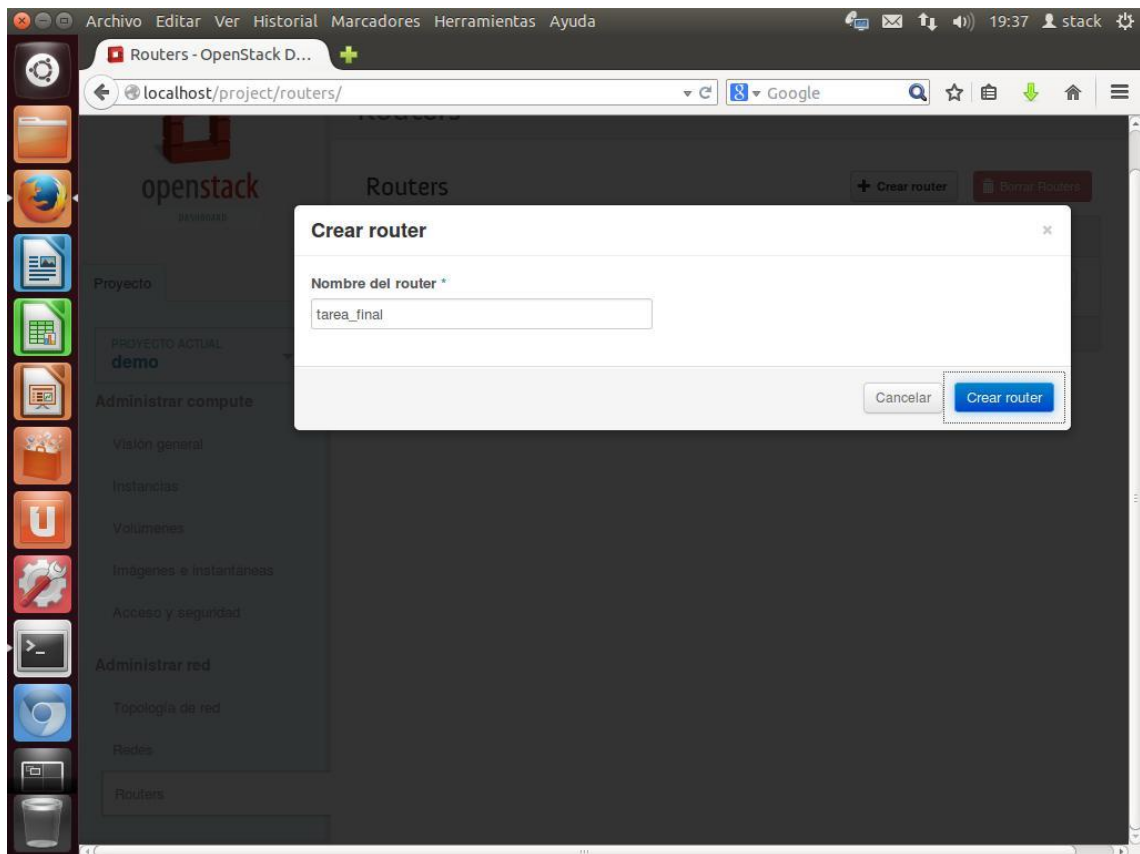 Archivo Editar Ver Historial Marcadores Herramientas Ayuda
19:37 stack
Routers - OpenStack D...
localhost/project/routers/
Google
Routers
openstack
DASHBOARD
Routers
Crear router
Borrar Routers
Crear router
Nombre del router *
tarea_final
Cancelar
Crear router
Proyecto
PROYECTO ACTUAL
demo
Administrar compute
Visión general
Instancias
Volúmenes
Imágenes e instantáneas
Acceso y seguridad
Administrar red
Topología de red
Redes
Routers